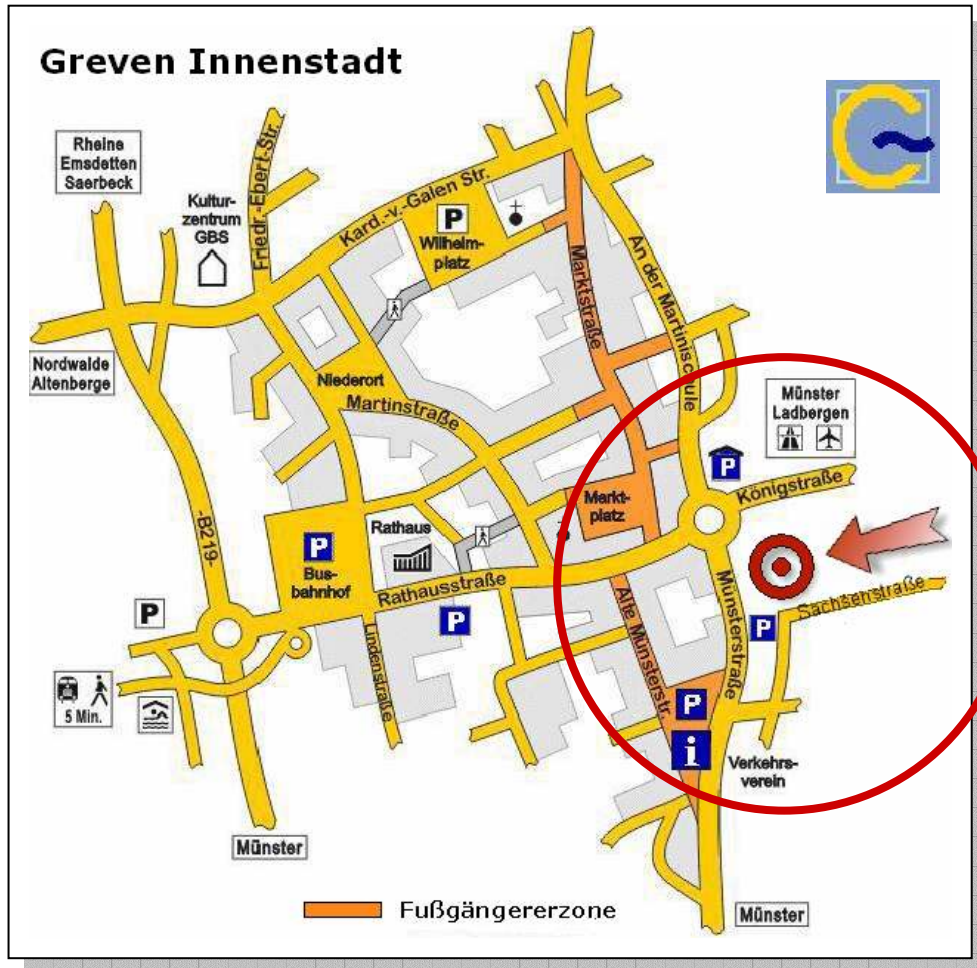 Greven Innenstadt
Rheine
Emsdetten
Saerbeck
Friedr.-Ebert-Str.
Kultur-
zentrum
GBS
Kard.-v.-Galen Str.
P
Wilhelm-
platz
Marktstraße
An der Martinischule
Nordwalde
Altenberge
Niederort
Martinstraße
Münster
Ladbergen
P
Königstraße
Markt-
platz
-B219-
Rathaus
P
Bus-
bahnhof
Rathausstraße
P
P
Lindenstraße
Alte Münsterstr.
Münsterstraße
P
Sachsenstraße
5 Min.
P
i
Verkehrs-
verein
Münster
Münster
Fußgängererzone